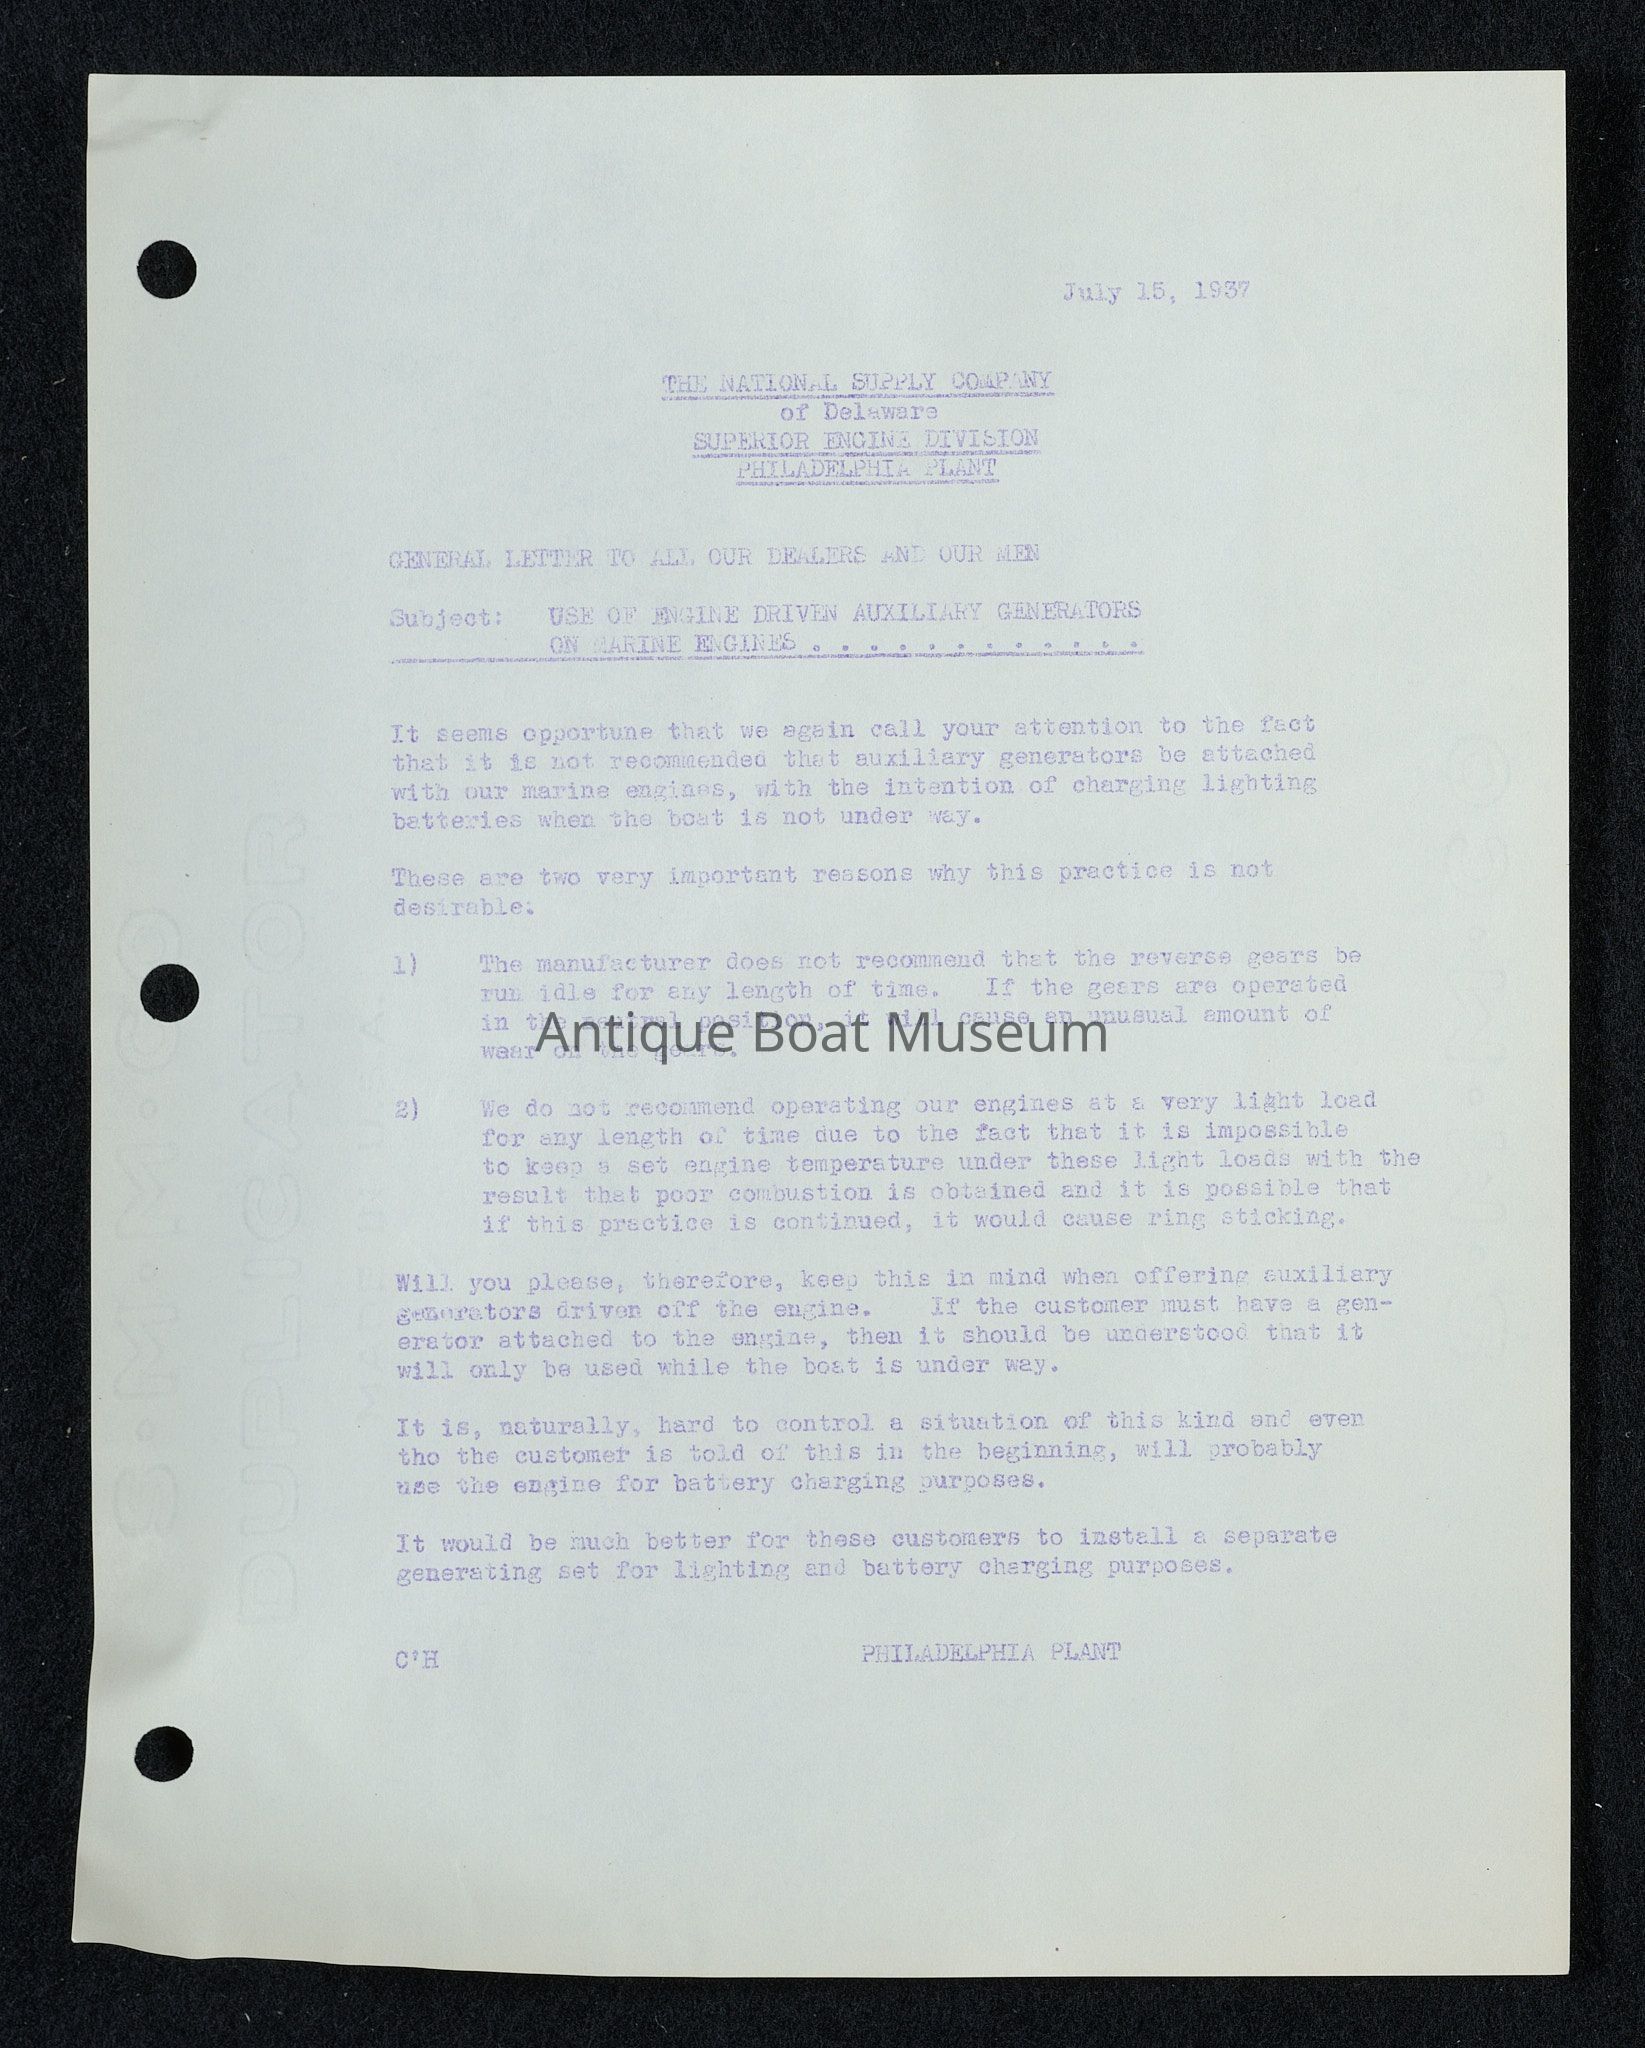 July 15, 1937
THE NATIONAL SUPPLY COMPANY
of Delaware
SUPERIOR ENGINE DIVISION
PHILADELPHIA PLANT
GENERAL LETTER TO ALL OUR DEALERS AND OUR MEN
Subject: USE OF ENGINE DRIVEN AUXILIARY GENERATORS
ON MARINE ENGINES . . . . . . . . . . . .
It seems opportune that we again call your attention to the fact
that it is not recommended that auxiliary generators be attached
with our marine engines, with the intention of charging lighting
batteries when the boat is not under way.
These are two very important reasons why this practice is not
desirable:
1) The manufacturer does not recommend that the reverse gears be
run idle for any length of time. If the gears are operated
in the neutral position, it will cause an unusual amount of
wear on the gears.
Antique Boat Museum
2) We do not recommend operating our engines at a very light load
for any length of time due to the fact that it is impossible
to keep a set engine temperature under these light loads with the
result that poor combustion is obtained and it is possible that
if this practice is continued, it would cause ring sticking.
Will you please, therefore, keep this in mind when offering auxiliary
generators driven off the engine. If the customer must have a gen-
erator attached to the engine, then it should be understood that it
will only be used while the boat is under way.
It is, naturally, hard to control a situation of this kind and even
tho the customer is told of this in the beginning, will probably
use the engine for battery charging purposes.
It would be much better for these customers to install a separate
generating set for lighting and battery charging purposes.
C'H PHILADELPHIA PLANT